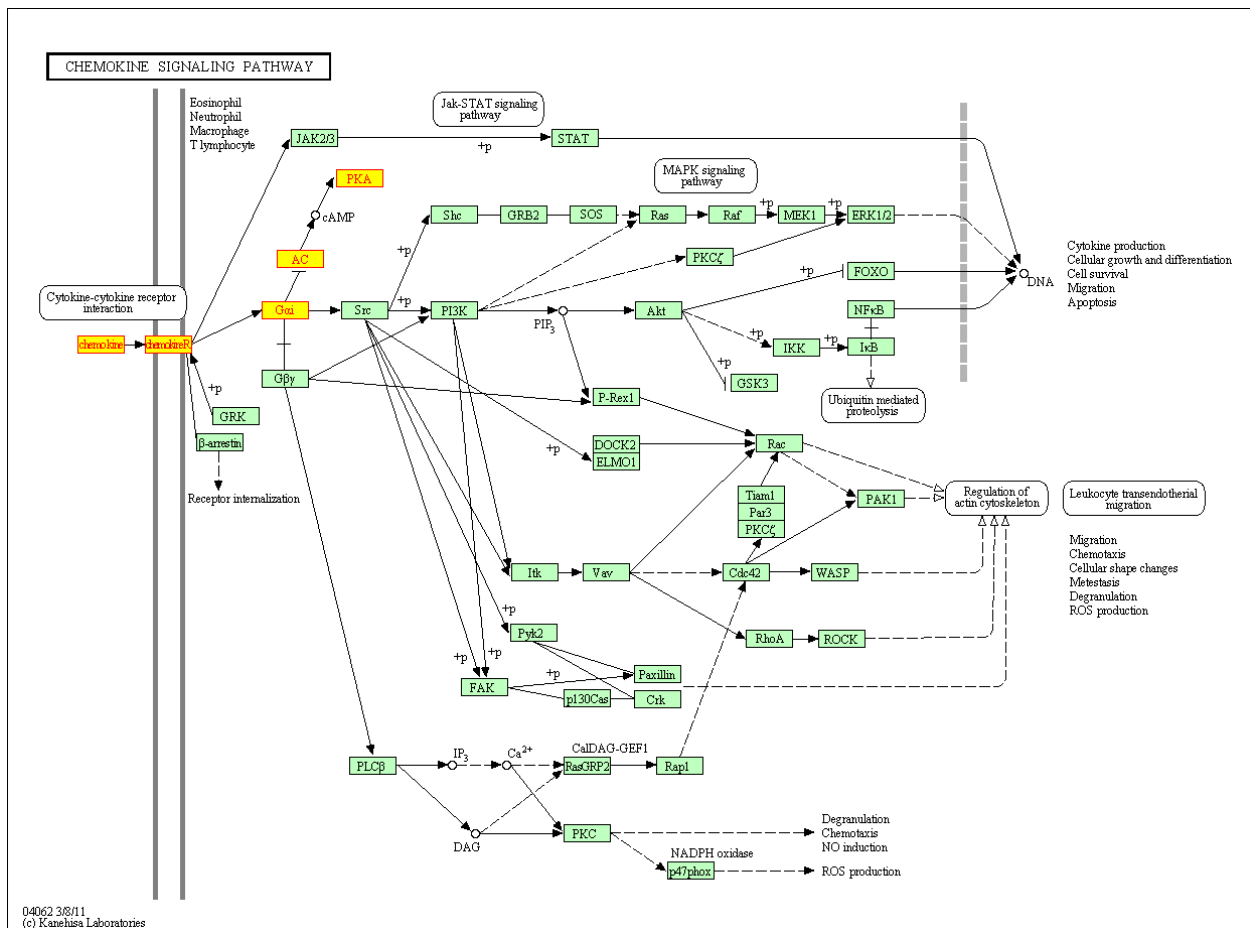 CHEMOKINE SIGNALING PATHWAY
Eosinophil
Neutrophil
Macrophage
T lymphocyte
Jak-STAT signaling
pathway
JAK2/3
+p
STAT
PKA
cAMP
AC
MAPK signaling
pathway
Shc
GRB2
SOS
Ras
Raf
+p
MEK1
+p
ERK1/2
+p
PKCζ
+p
FOXO
DNA
Cytokine production
Cellular growth and differentiation
Cell survival
Migration
Apoptosis
Cytokine-cytokine receptor
interaction
chemokine
chemokineR
Gαi
Src
+p
PI3K
PIP3
Akt
NFκB
+p
IKK
+p
IκB
+p
GSK3
Ubiquitin mediated
proteolysis
Gβγ
+p
GRK
β-arrestin
Receptor internalization
P-Rex1
+p
DOCK2
ELMO1
Rac
Tiam1
Par3
PKCζ
PAK1
Regulation of
actin cytoskeleton
Leukocyte transendotherial
migration
Migration
Chemotaxis
Cellular shape changes
Metastasis
Degranulation
ROS production
Itk
Vav
Cdc42
WASP
+p
Pyk2
RhoA
ROCK
+p
+p
FAK
+p
Paxillin
p130Cas
Crk
PLCβ
IP3
Ca2+
CalDAG-GEF1
RasGRP2
Rap1
DAG
PKC
Degranulation
Chemotaxis
NO induction
NADPH oxidase
p47phox
ROS production
04062 3/8/11
(c) Kanehisa Laboratories